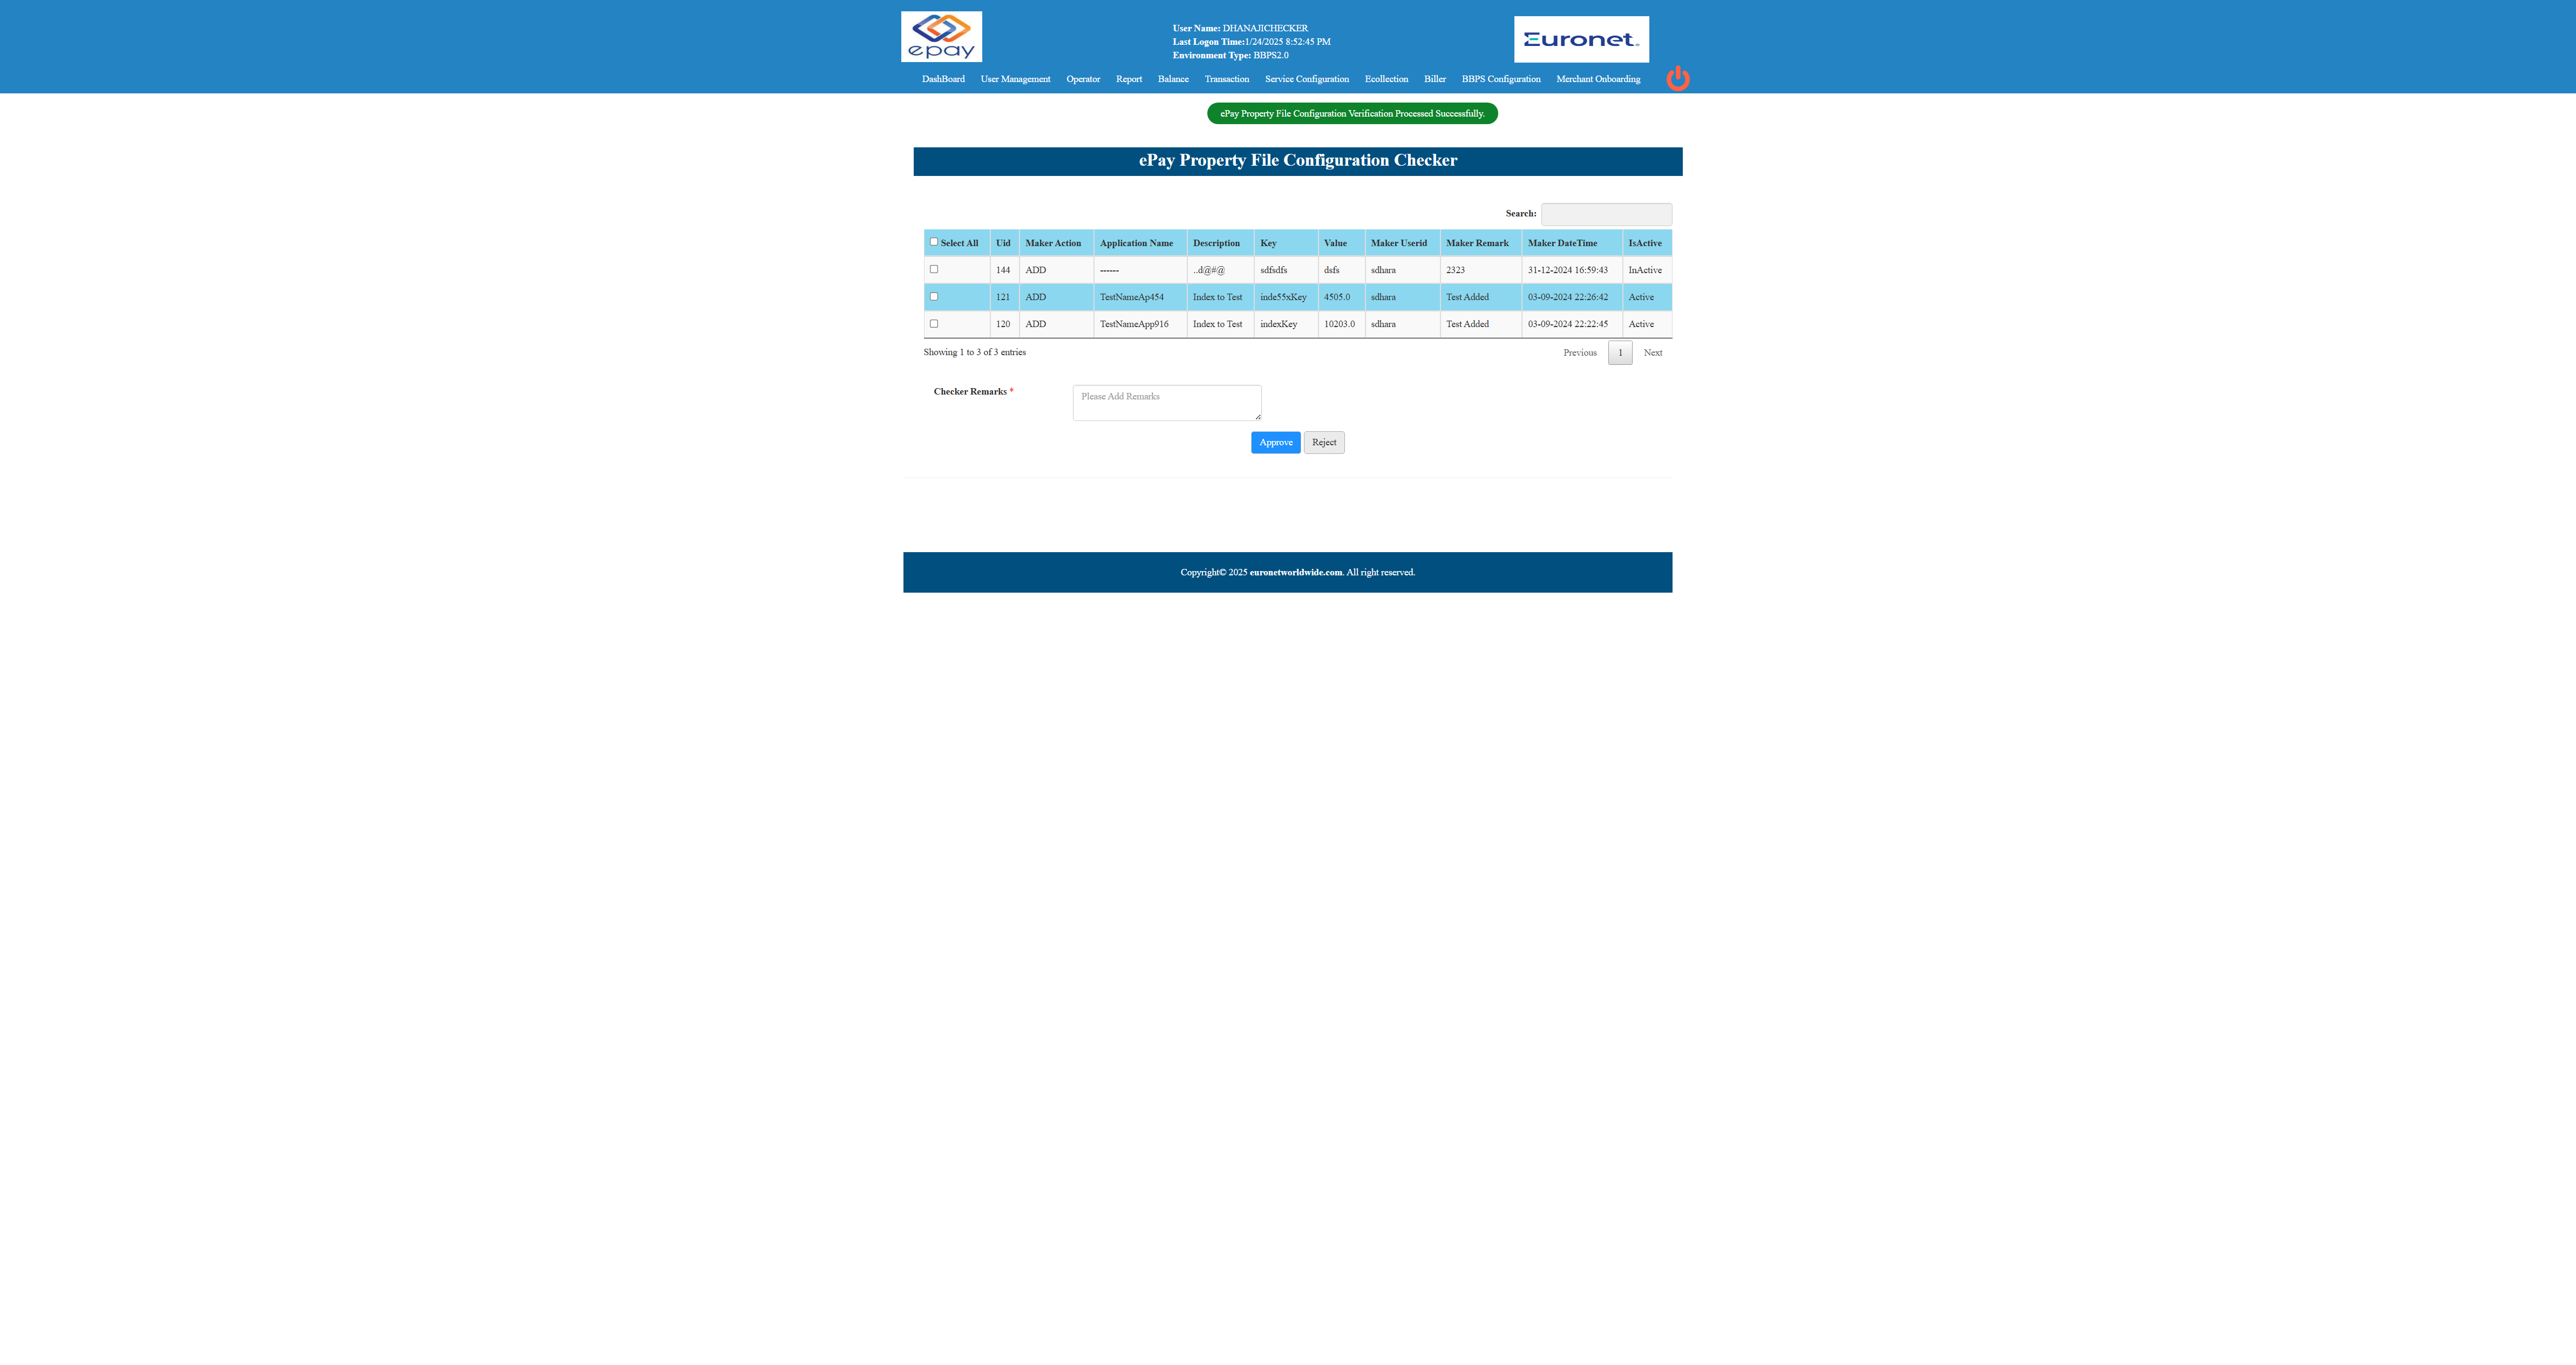 epay
User Name: DHANAJICHECKER
Last Logon Time:1/24/2025 8:52:45 PM
Environment Type: BBPS2.0
Euronet
DashBoard User Management Operator Report Balance Transaction Service Configuration Ecollection Biller BBPS Configuration Merchant Onboarding
ePay Property File Configuration Verification Processed Successfully.
ePay Property File Configuration Checker
Search:
Select All Uid Maker Action Application Name Description Key Value Maker Userid Maker Remark Maker DateTime IsActive
144 ADD ------ ..d@#@ sdfsdfs dsfs sdhara 2323 31-12-2024 16:59:43 InActive
121 ADD TestNameAp454 Index to Test inde55xKey 4505.0 sdhara Test Added 03-09-2024 22:26:42 Active
120 ADD TestNameApp916 Index to Test indexKey 10203.0 sdhara Test Added 03-09-2024 22:22:45 Active
Showing 1 to 3 of 3 entries
Previous 1 Next
Checker Remarks *
Please Add Remarks
Approve Reject
Copyright© 2025 euronetworldwide.com. All right reserved.